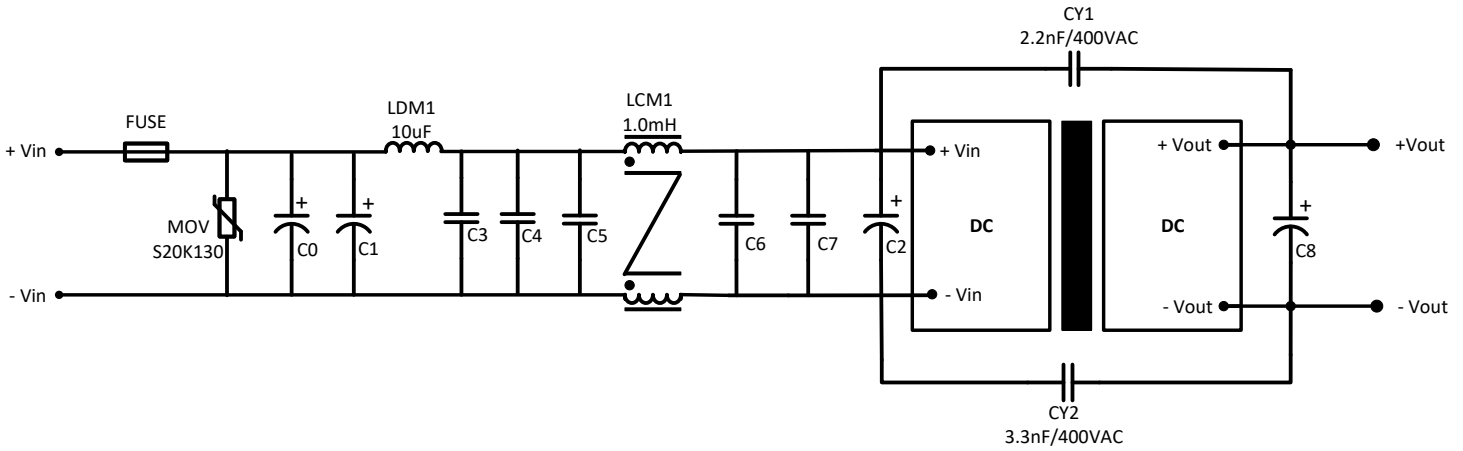 CY1
2.2nF/400VAC
FUSE
LDM1
10uF
LCM1
1.0mH
+ Vin
+ Vin
+ Vout
+Vout
MOV
S20K130
+
C0
+
C1
C3
C4
C5
C6
C7
+
C2
DC
DC
+
C8
- Vin
- Vin
- Vout
- Vout
CY2
3.3nF/400VAC